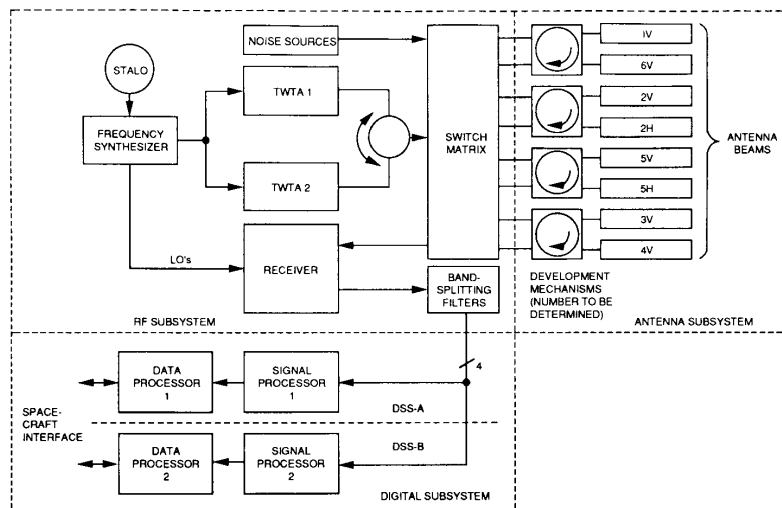 NOISE SOURCES
STALO
FREQUENCY
SYNTHESIZER
TWTA 1
TWTA 2
SWITCH
MATRIX
1V
6V
2V
2H
5V
5H
3V
4V
ANTENNA
BEAMS
LO's
RECEIVER
BAND-
SPLITTING
FILTERS
DEVELOPMENT
MECHANISMS
(NUMBER TO BE
DETERMINED)
RF SUBSYSTEM
ANTENNA SUBSYSTEM
4
DATA
PROCESSOR
1
SIGNAL
PROCESSOR
1
DSS-A
SPACE-
CRAFT
INTERFACE
DATA
PROCESSOR
2
SIGNAL
PROCESSOR
2
DSS-B
DIGITAL SUBSYSTEM